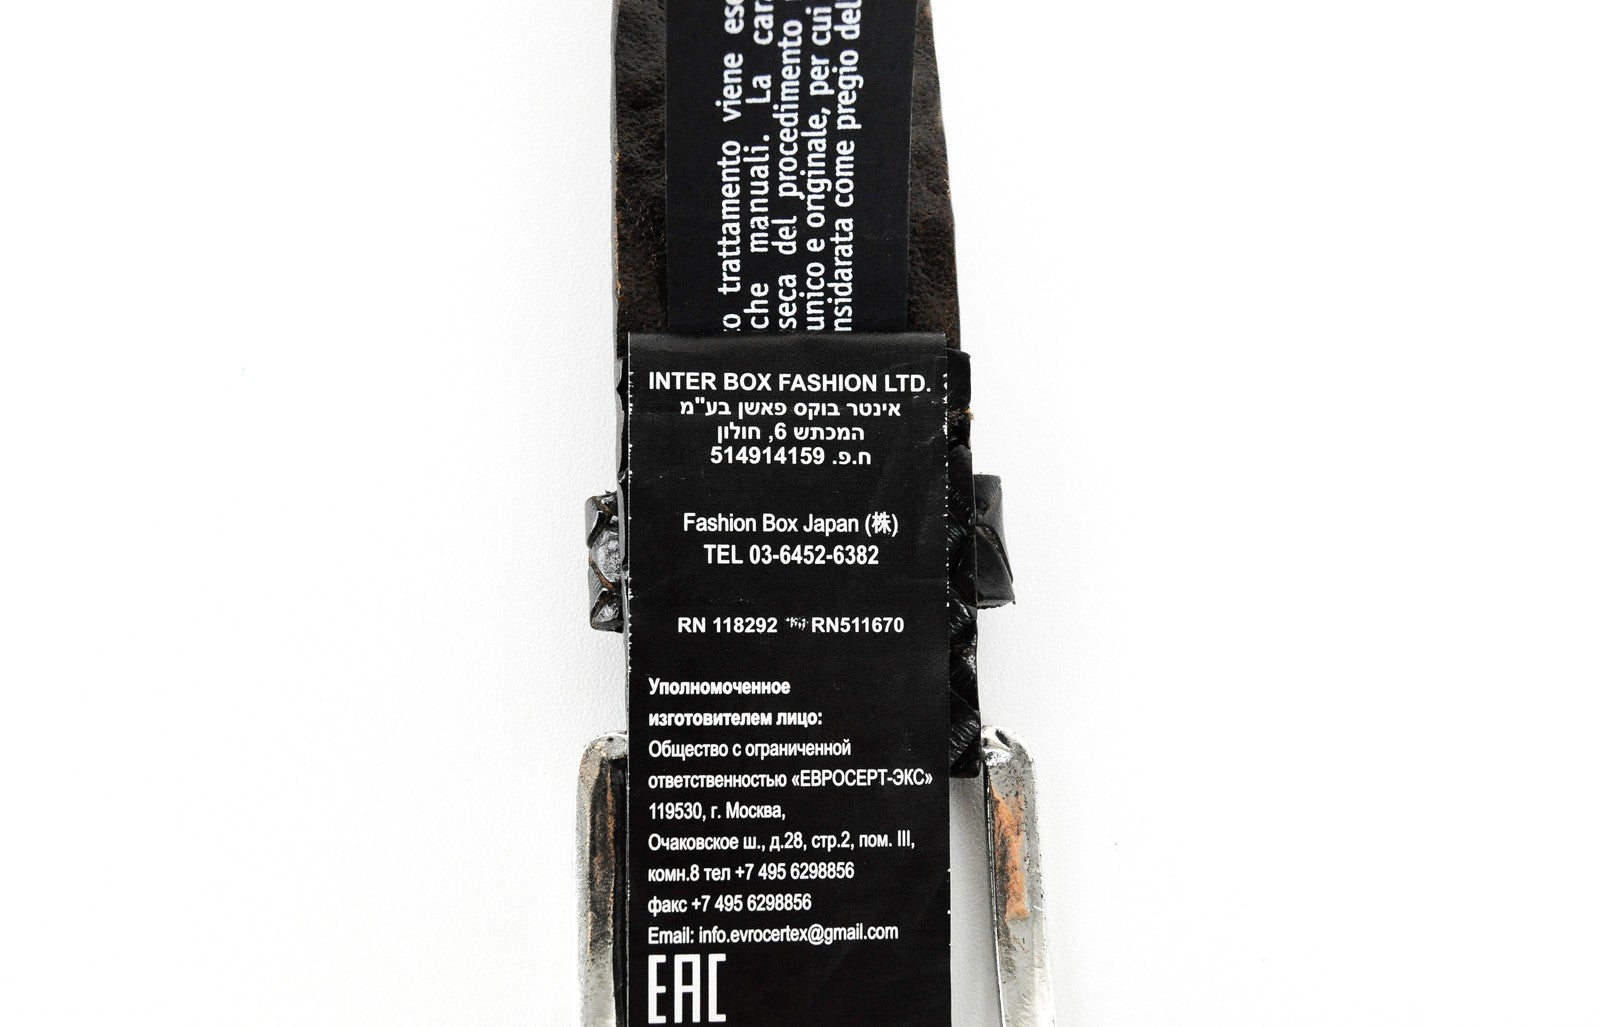 trattamento viene
che manuali. La
seca del procedimento
unico e originale, per cui
nsidarata come pregio del
INTER BOX FASHION LTD.
אינטר בוקס פאשן בע"מ
המכתש 6, חולון
ח.פ. 514914159
Fashion Box Japan (株)
TEL 03-6452-6382
RN 118292 RN511670
Уполномоченное
изготовителем лицо:
Общество с ограниченной
ответственностью «ЕВРОСЕРТ-ЭКС»
119530, г. Москва,
Очаковское ш., д.28, стр.2, пом. III,
комн.8 тел +7 495 6298856
факс +7 495 6298856
Email: info.evrocertex@gmail.com
EAC